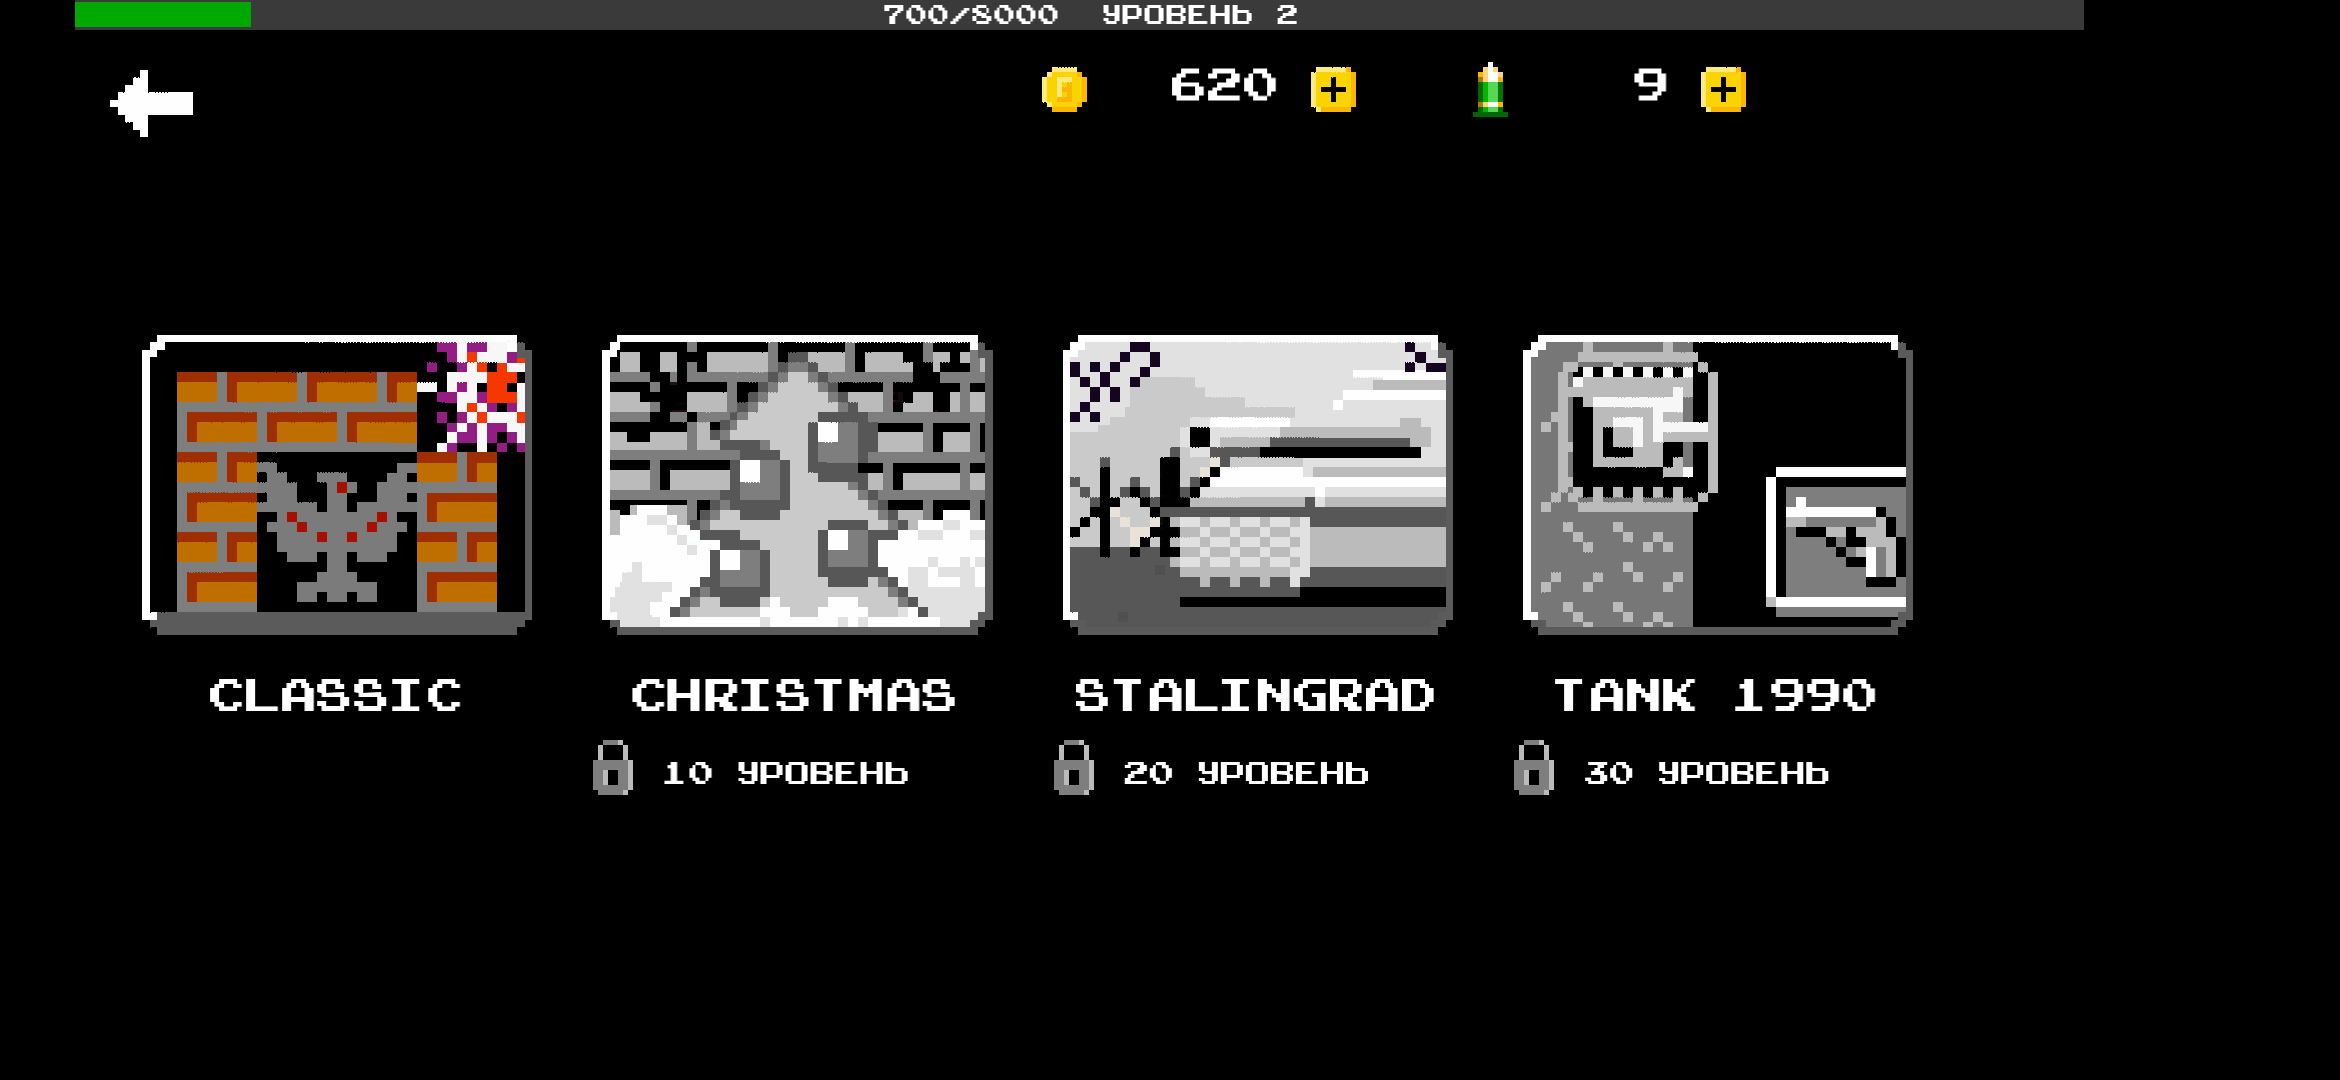 700/8000 УРОВЕНЬ 2
620 9
CLASSIC
CHRISTMAS
STALINGRAD
TANK 1990
10 УРОВЕНЬ
20 УРОВЕНЬ
30 УРОВЕНЬ